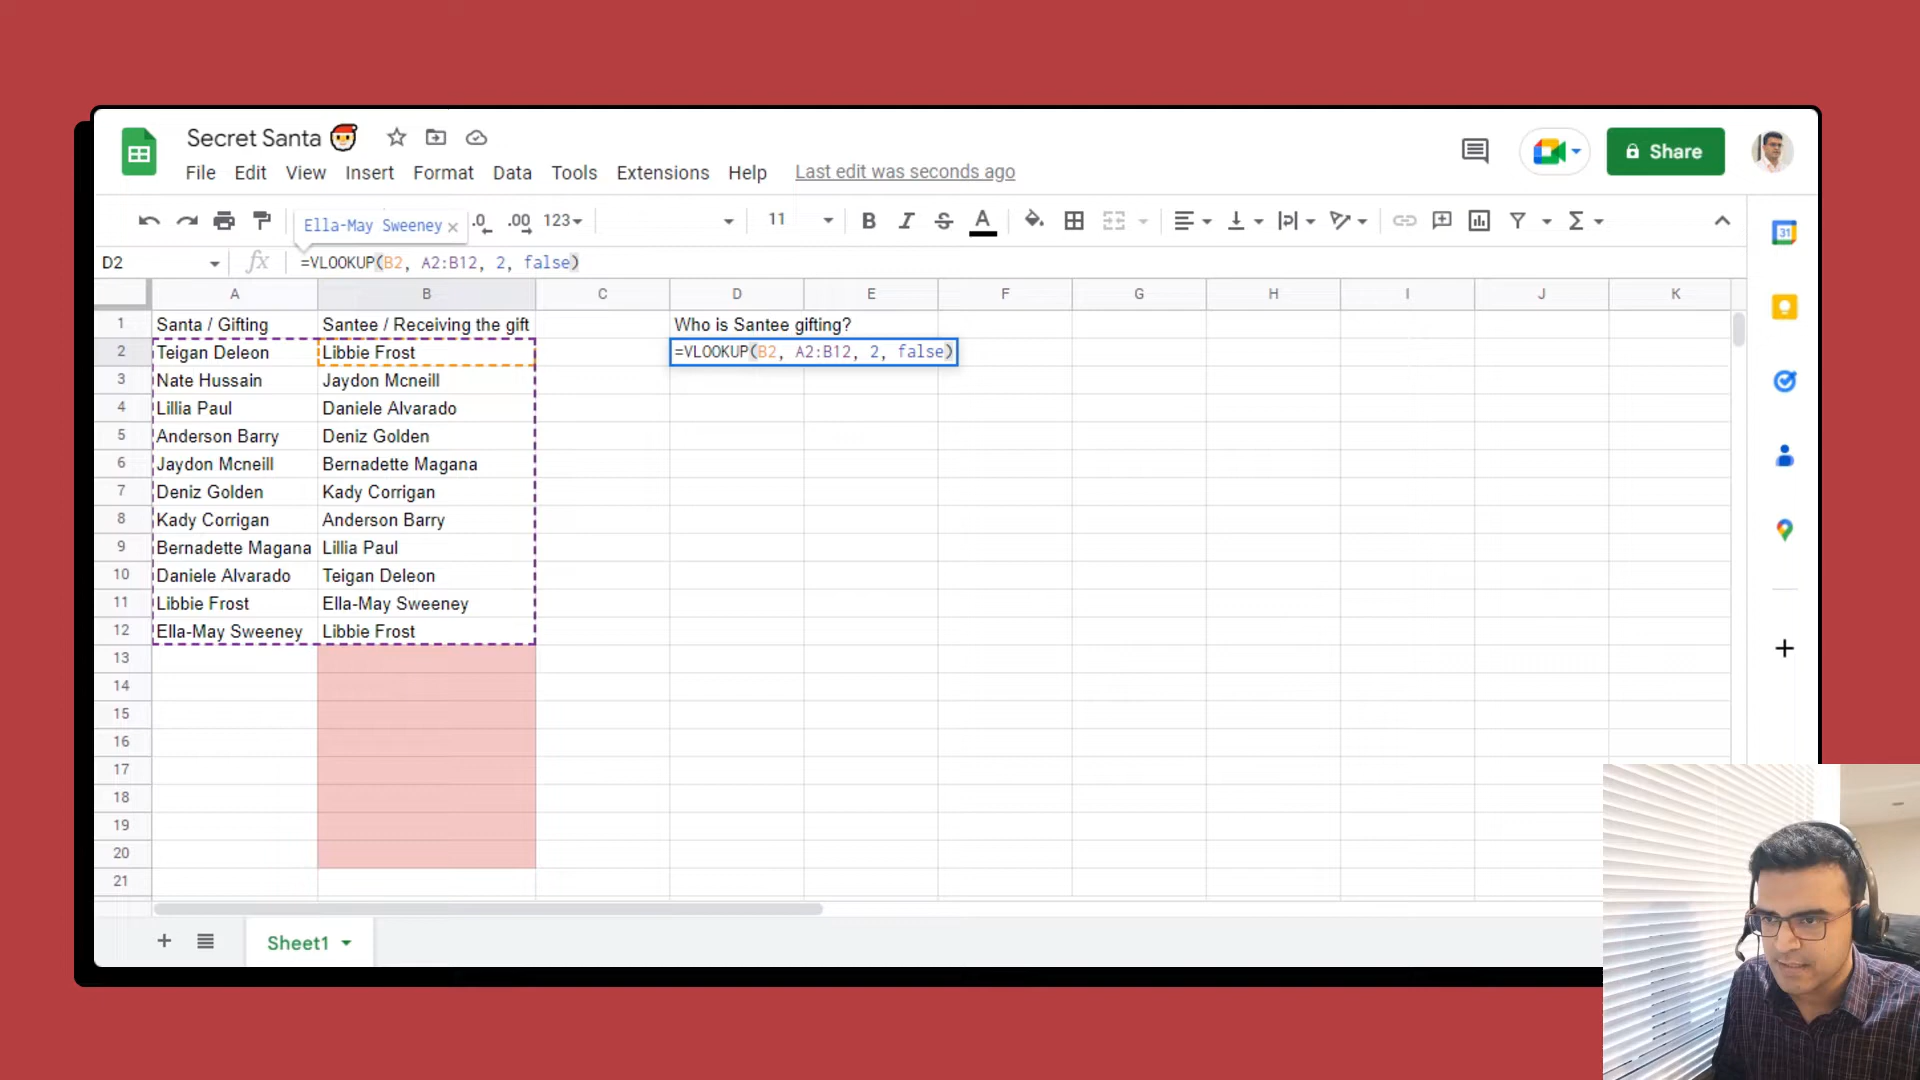 Secret Santa
File Edit View Insert Format Data Tools Extensions Help Last edit was seconds ago
Share
Ella-May Sweeney ×
.0 .00 123 11 B I S A Σ
31
D2 fx =VLOOKUP(B2, A2:B12, 2, false)
A B C D E F G H I J K
1 Santa / Gifting Santee / Receiving the gift Who is Santee gifting?
2 Teigan Deleon Libbie Frost =VLOOKUP(B2, A2:B12, 2, false)
3 Nate Hussain Jaydon Mcneill
4 Lillia Paul Daniele Alvarado
5 Anderson Barry Deniz Golden
6 Jaydon Mcneill Bernadette Magana
7 Deniz Golden Kady Corrigan
8 Kady Corrigan Anderson Barry
9 Bernadette Magana Lillia Paul
10 Daniele Alvarado Teigan Deleon
11 Libbie Frost Ella-May Sweeney
12 Ella-May Sweeney Libbie Frost
13
14
15
16
17
18
19
20
21
+ Sheet1